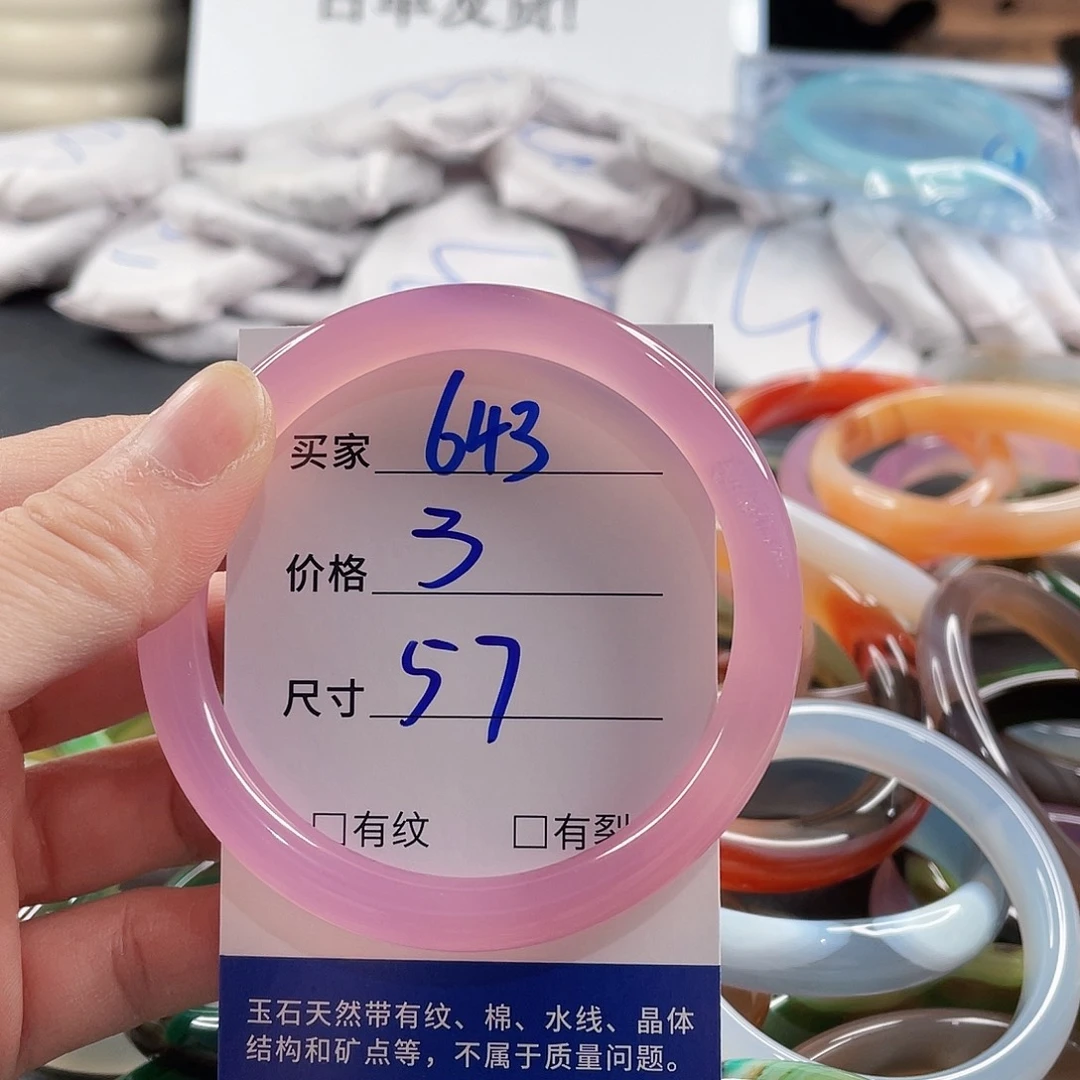 买家 643
价格 3
尺寸 57
□有纹 □有裂
玉石天然带有纹、棉、水线、晶体
结构和矿点等，不属于质量问题。